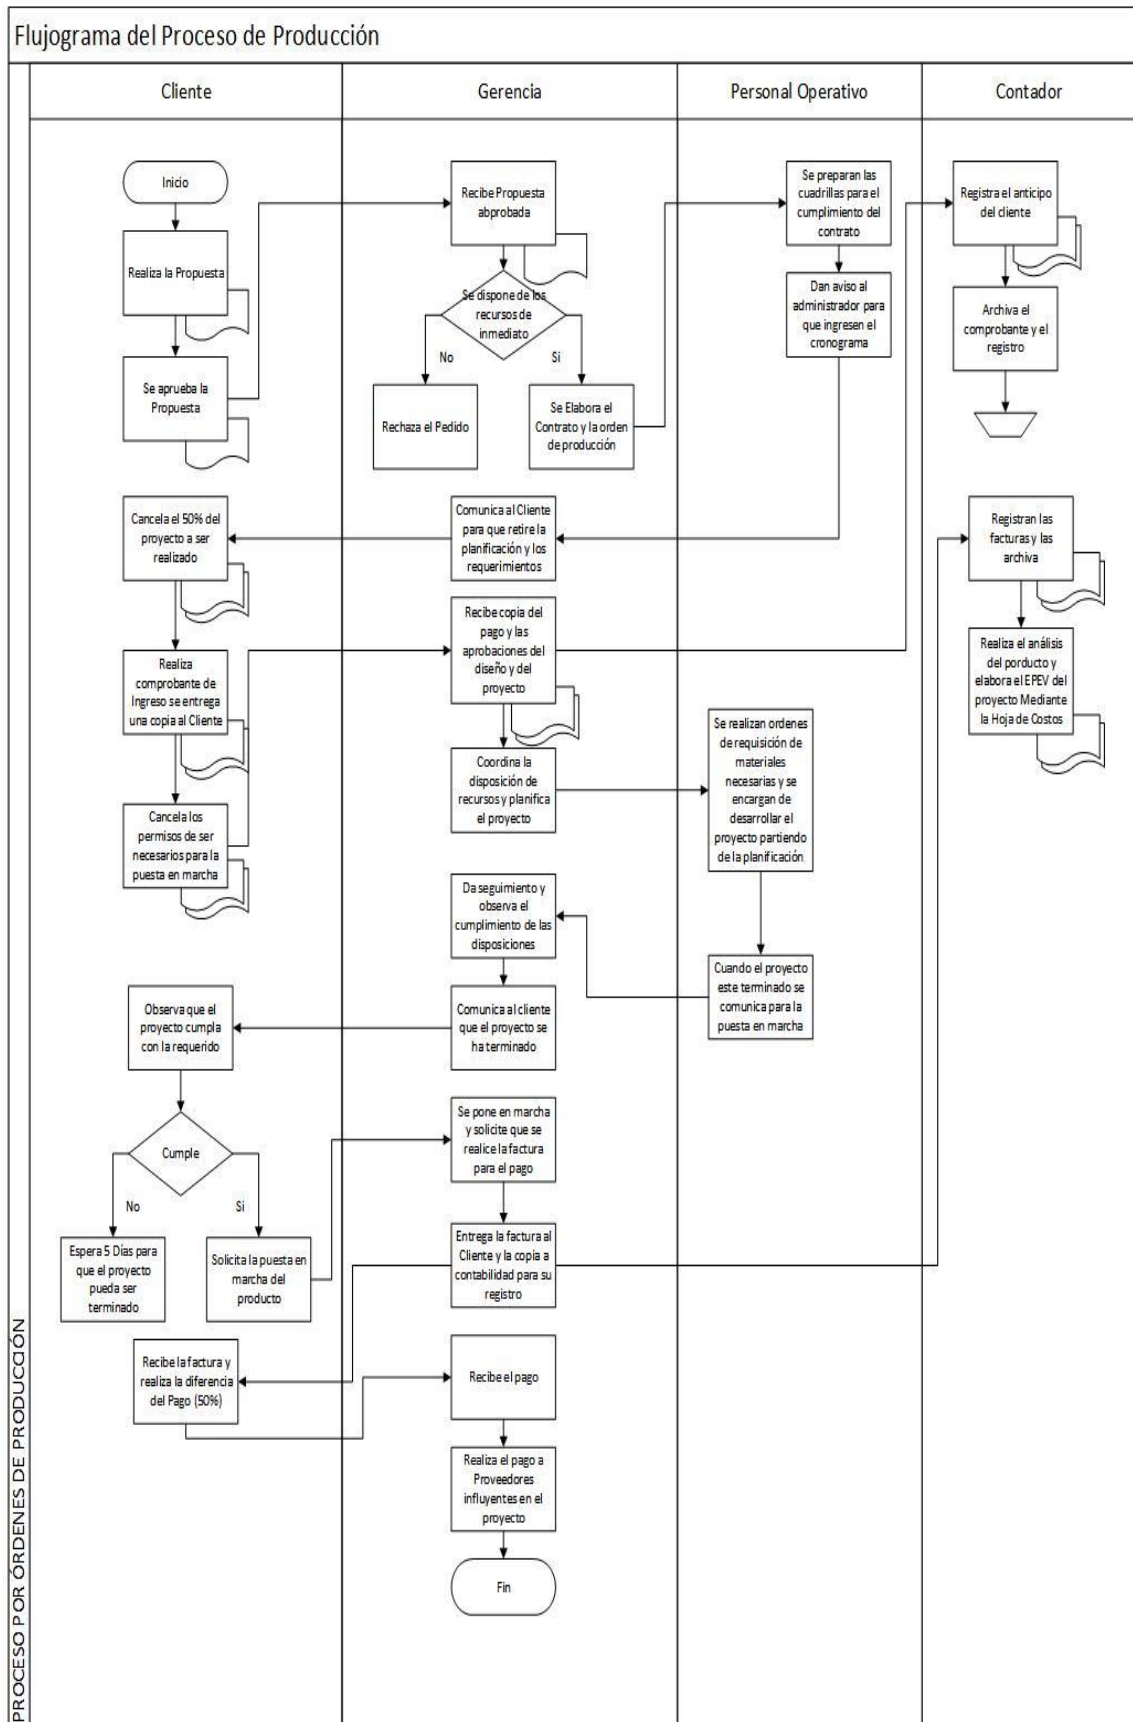 Flujograma del Proceso de Producción
Cliente
Gerencia
Personal Operativo
Contador
Inicio
Realiza la Propuesta
Se aprueba la
Propuesta
Recibe Propuesta
abprobada
Se dispone de los
recursos de
inmediato
No
Si
Rechaza el Pedido
Se Elabora el
Contrato y la orden
de producción
Se preparan las
cuadrillas para el
cumplimiento del
contrato
Dan aviso al
administrador para
que ingresen el
cronograma
Registra el anticipo
del cliente
Archiva el
comprobante y el
registro
Cancela el 50% del
proyecto a ser
realizado
Comunica al Cliente
para que retire la
planificación y los
requerimientos
Registran las
facturas y las
archiva
Realiza
comprobante de
Ingreso se entrega
una copia al Cliente
Recibe copia del
pago y las
aprobaciones del
diseño y del
proyecto
Realiza el análisis
del porducto y
elabora el EPEV del
proyecto Mediante
la Hoja de Costos
Cancela los
permisos de ser
necesarios para la
puesta en marcha
Coordina la
disposición de
recursos y planifica
el proyecto
Se realizan ordenes
de requisición de
materiales
necesarias y se
encargan de
desarrollar el
proyecto partiendo
de la planificación
Da seguimiento y
observa el
cumplimiento de las
disposiciones
Cuando el proyecto
este terminado se
comunica para la
puesta en marcha
Observa que el
proyecto cumpla
con la requerido
Comunica al cliente
que el proyecto se
ha terminado
Cumple
No
Si
Espera 5 Días para
que el proyecto
pueda ser
terminado
Solicita la puesta en
marcha del
producto
Se pone en marcha
y solicite que se
realice la factura
para el pago
Entrega la factura al
Cliente y la copia a
contabilidad para su
registro
Recibe la factura y
realiza la diferencia
del Pago (50%)
Recibe el pago
Realiza el pago a
Proveedores
influyentes en el
proyecto
Fin
PROCESO POR ÓRDENES DE PRODUCCIÓN